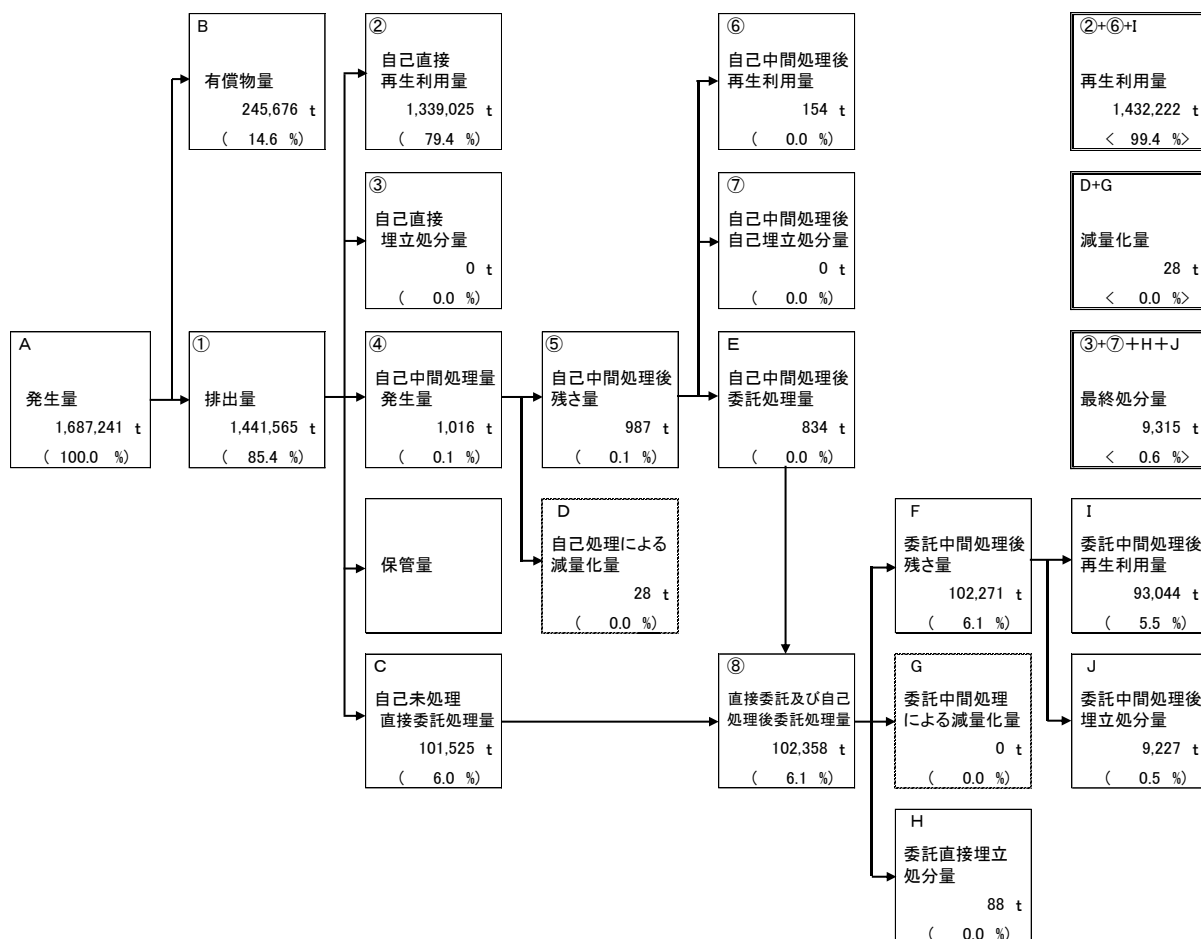 B
有償物量
245,676 t
( 14.6 %)
②
自己直接
再生利用量
1,339,025 t
( 79.4 %)
⑥
自己中間処理後
再生利用量
154 t
( 0.0 %)
②+⑥+I
再生利用量
1,432,222 t
< 99.4 %>
③
自己直接
埋立処分量
0 t
( 0.0 %)
⑦
自己中間処理後
自己埋立処分量
0 t
( 0.0 %)
D+G
減量化量
28 t
< 0.0 %>
A
発生量
1,687,241 t
( 100.0 %)
①
排出量
1,441,565 t
( 85.4 %)
④
自己中間処理量
発生量
1,016 t
( 0.1 %)
⑤
自己中間処理後
残さ量
987 t
( 0.1 %)
E
自己中間処理後
委託処理量
834 t
( 0.0 %)
③+⑦+H+J
最終処分量
9,315 t
< 0.6 %>
保管量
D
自己処理による
減量化量
28 t
( 0.0 %)
F
委託中間処理後
残さ量
102,271 t
( 6.1 %)
I
委託中間処理後
再生利用量
93,044 t
( 5.5 %)
C
自己未処理
直接委託処理量
101,525 t
( 6.0 %)
⑧
直接委託及び自己
処理後委託処理量
102,358 t
( 6.1 %)
G
委託中間処理
による減量化量
0 t
( 0.0 %)
J
委託中間処理後
埋立処分量
9,227 t
( 0.5 %)
H
委託直接埋立
処分量
88 t
( 0.0 %)